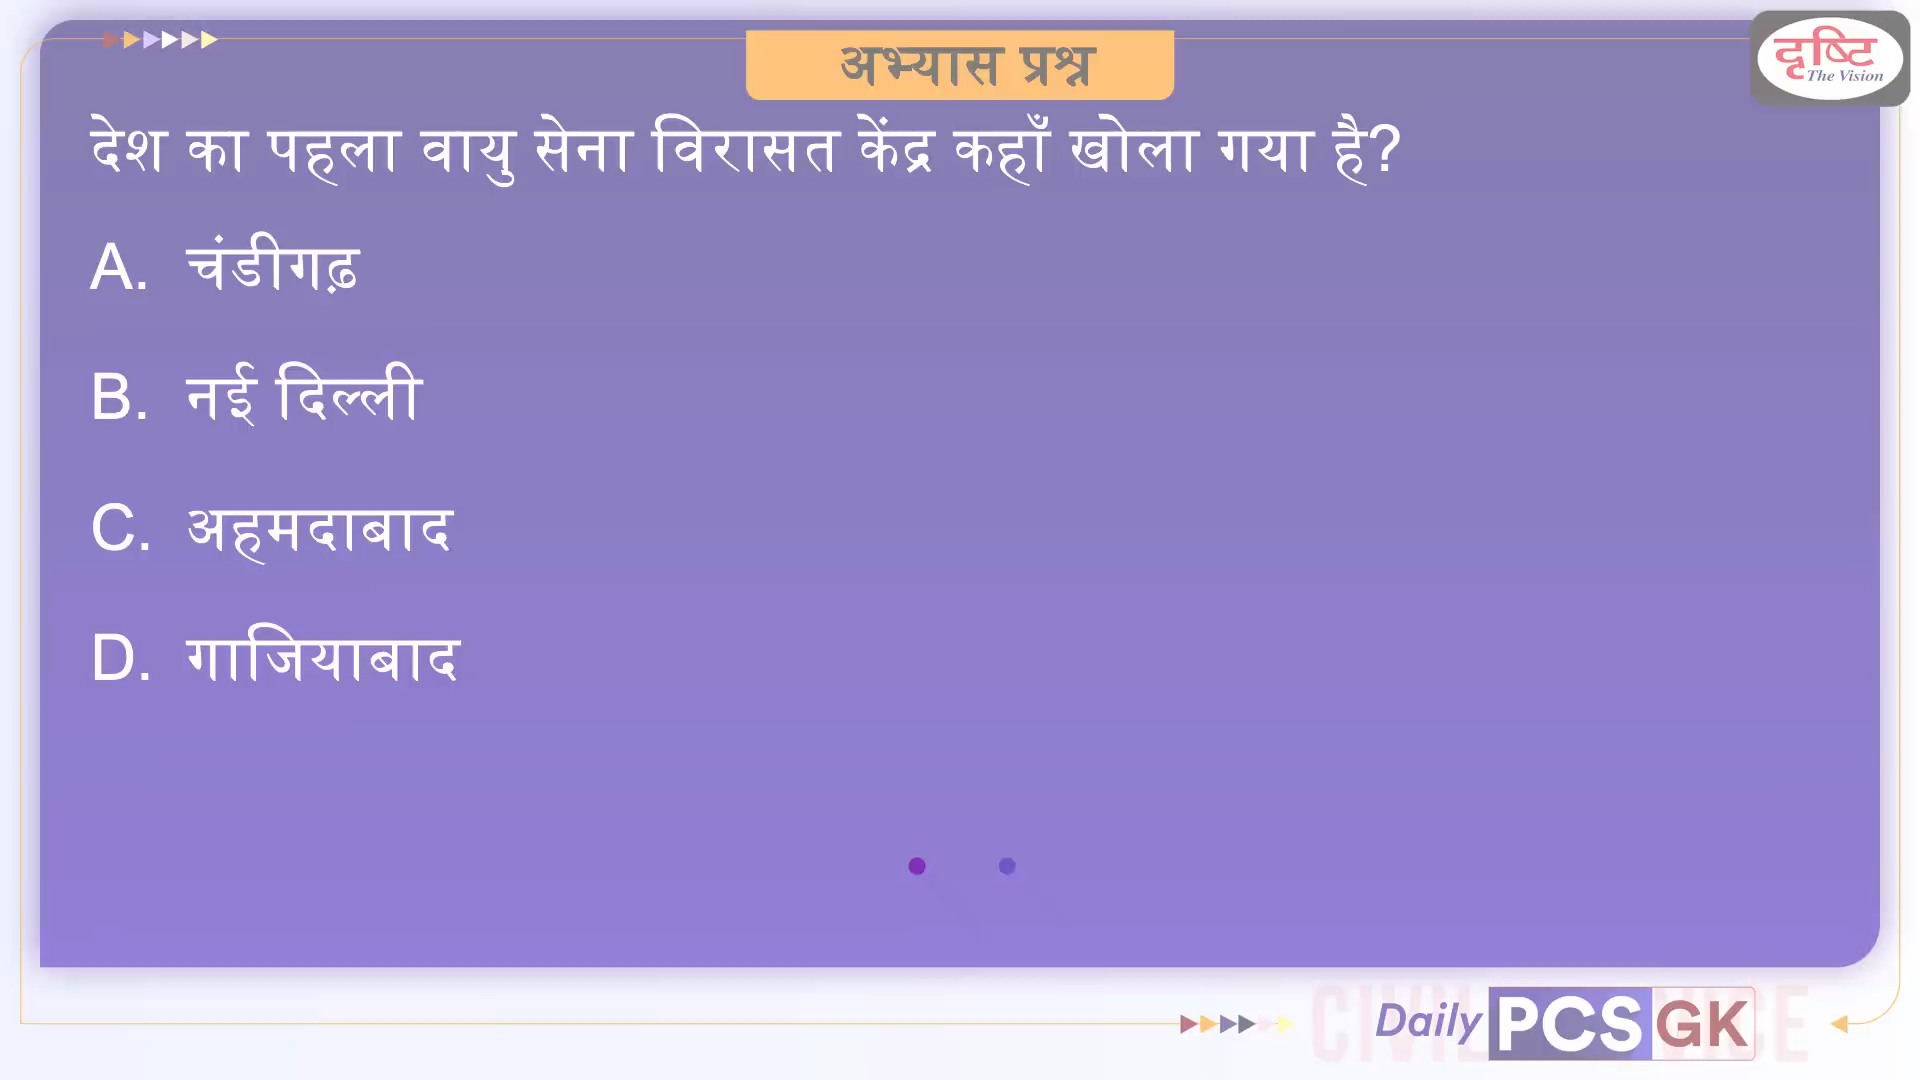 अभ्यास प्रश्न
दृष्टि
The Vision
देश का पहला वायु सेना विरासत केंद्र कहाँ खोला गया है?
A. चंडीगढ़
B. नई दिल्ली
C. अहमदाबाद
D. गाजियाबाद
Daily PCS GK